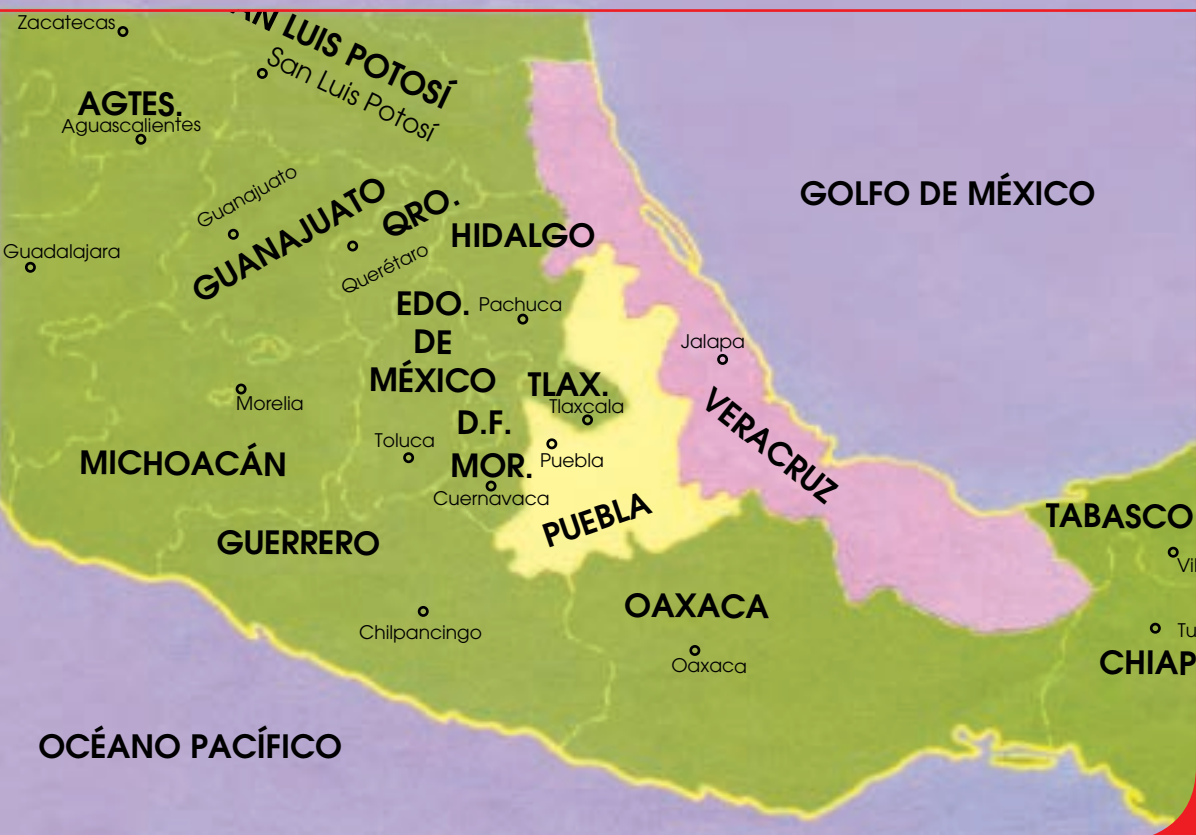 Zacatecas
SAN LUIS POTOSÍ
San Luis Potosí
AGTES.
Aguascalientes
GOLFO DE MÉXICO
Guanajuato
GUANAJUATO
QRO.
Querétaro
HIDALGO
Guadalajara
EDO.
DE
MÉXICO
Pachuca
Jalapa
VERACRUZ
TLAX.
Tlaxcala
D.F.
Morelia
Toluca
MOR.
Cuernavaca
Puebla
PUEBLA
MICHOACÁN
GUERRERO
TABASCO
Vil
OAXACA
Oaxaca
Chilpancingo
Tu
CHIAP
OCÉANO PACÍFICO